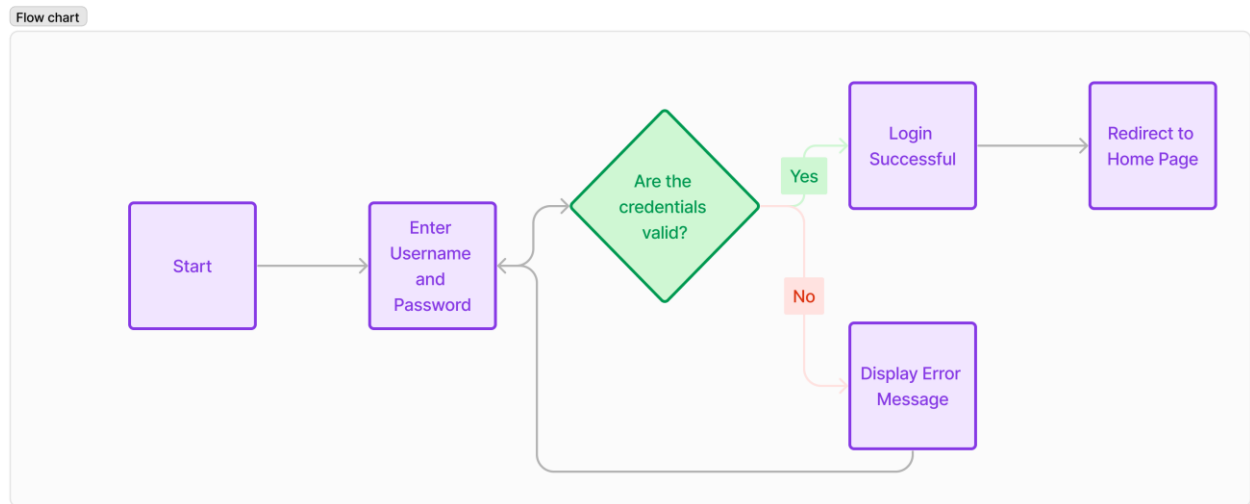 Flow chart
Start
Enter
Username
and
Password
Are the
credentials
valid?
Yes
No
Login
Successful
Redirect to
Home Page
Display Error
Message